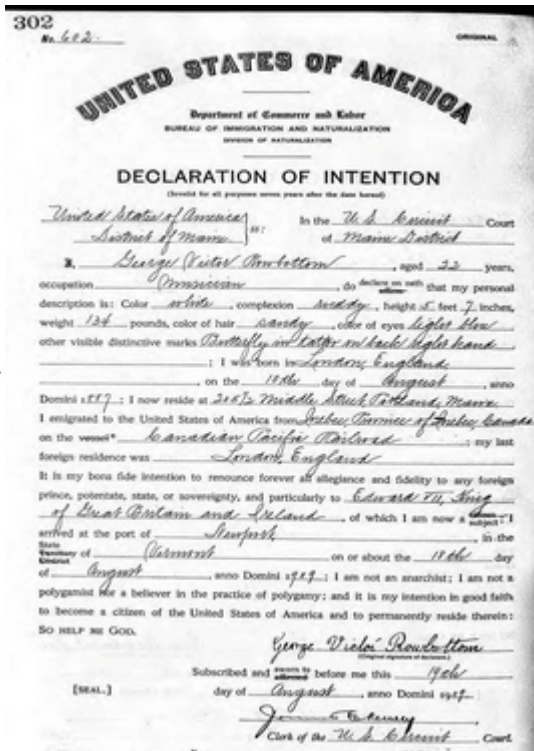 302
No. 602
ORIGINAL
UNITED STATES OF AMERICA
Department of Commerce and Labor
BUREAU OF IMMIGRATION AND NATURALIZATION
DIVISION OF NATURALIZATION
DECLARATION OF INTENTION
(Invalid for all purposes seven years after the date hereof)
United States of America } ss: In the U S Circuit Court
District of Maine of Maine District
I, George Victor Rowbottom, aged 22 years,
occupation Musician, do declare on oath affirm that my personal
description is: Color white, complexion ruddy, height 5 feet 7 inches,
weight 134 pounds, color of hair sandy, color of eyes light blue
other visible distinctive marks Butterfly in tattoo on back right hand
; I was born in London, England
, on the 18th day of August, anno
Domini 1887; I now reside at Middle Street Portland, Maine
I emigrated to the United States of America from Quebec, Province of Quebec, Canada
on the vessel* Canadian Pacific Railroad; my last
foreign residence was London, England
It is my bona fide intention to renounce forever all allegiance and fidelity to any foreign
prince, potentate, state, or sovereignty, and particularly to Edward VII, King
of Great Britain and Ireland, of which I am now a subject; I
arrived at the port of Newport, in the
State Territory District of Vermont on or about the 18th day
of August, anno Domini 1909; I am not an anarchist; I am not a
polygamist nor a believer in the practice of polygamy; and it is my intention in good faith
to become a citizen of the United States of America and to permanently reside therein:
SO HELP ME GOD.
George Victor Rowbottom
(Original signature of declarant.)
Subscribed and sworn to affirmed before me this 19th
[SEAL.] day of August, anno Domini 1909
Clerk of the U S Circuit Court.